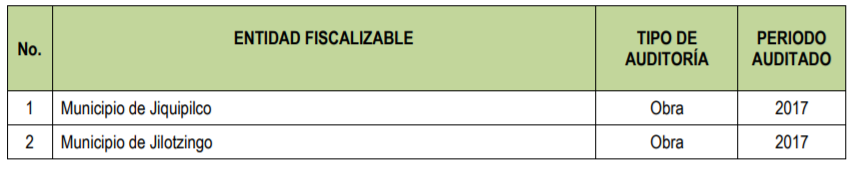 No. ENTIDAD FISCALIZABLE TIPO DE AUDITORÍA PERIODO AUDITADO
1 Municipio de Jiquipilco Obra 2017
2 Municipio de Jilotzingo Obra 2017